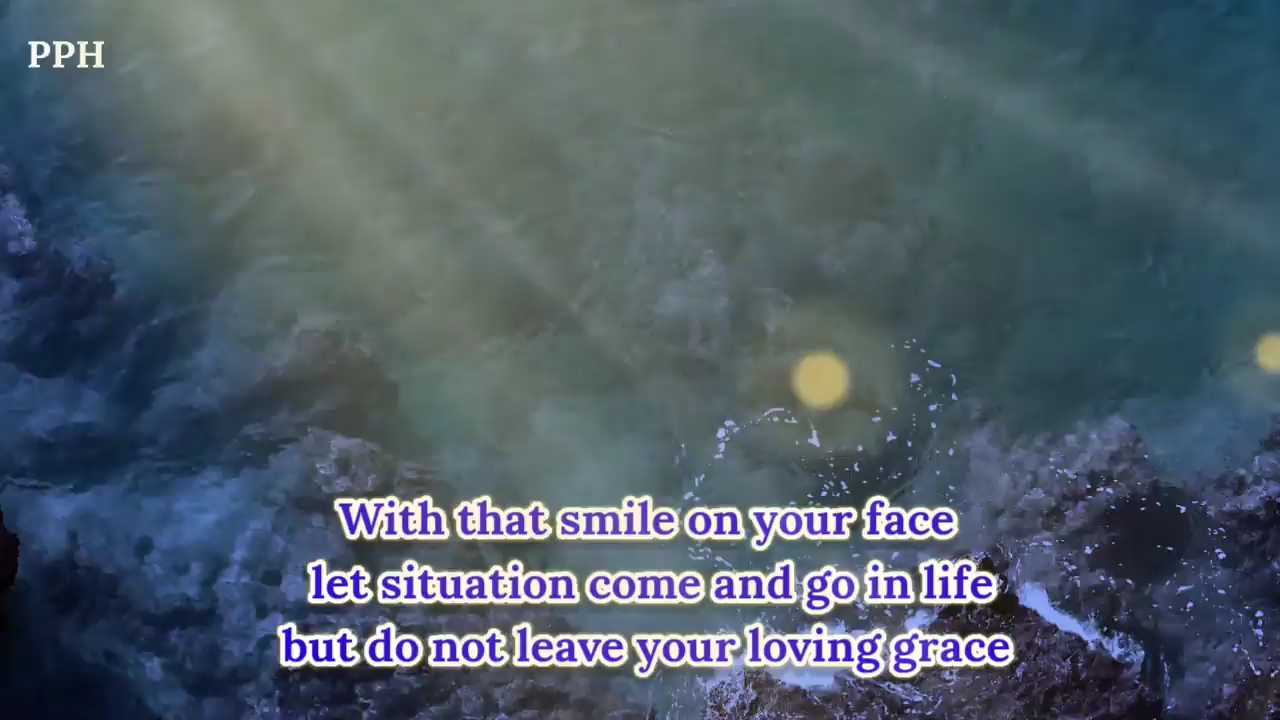 PPH
With that smile on your face
let situation come and go in life
but do not leave your loving grace